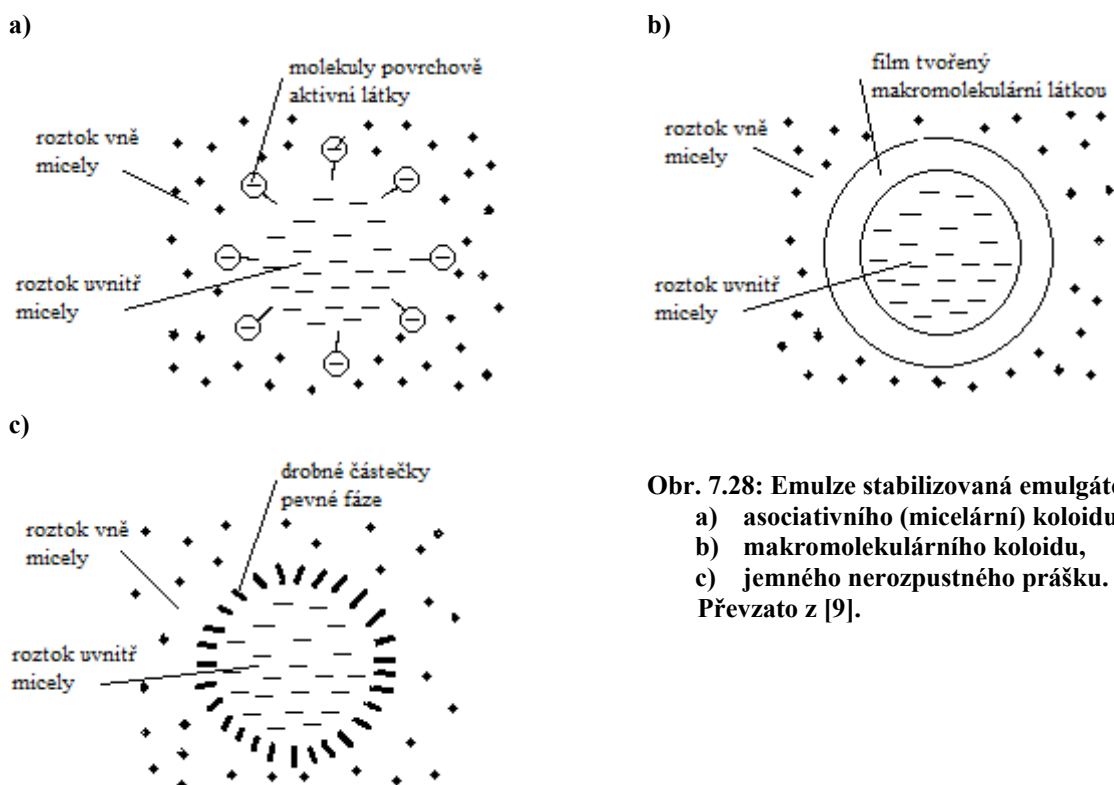 a)
molekuly povrchově
aktivní látky
roztok vně
micely
roztok uvnitř
micely
b)
film tvořený
makromolekulární látkou
roztok vně
micely
roztok uvnitř
micely
c)
drobné částečky
pevné fáze
roztok vně
micely
roztok uvnitř
micely
Obr. 7.28: Emulze stabilizovaná
a) asociativního (micelární) koloidu
b) makromolekulárního koloidu,
c) jemného nerozpustného prášku.
Převzato z [9].